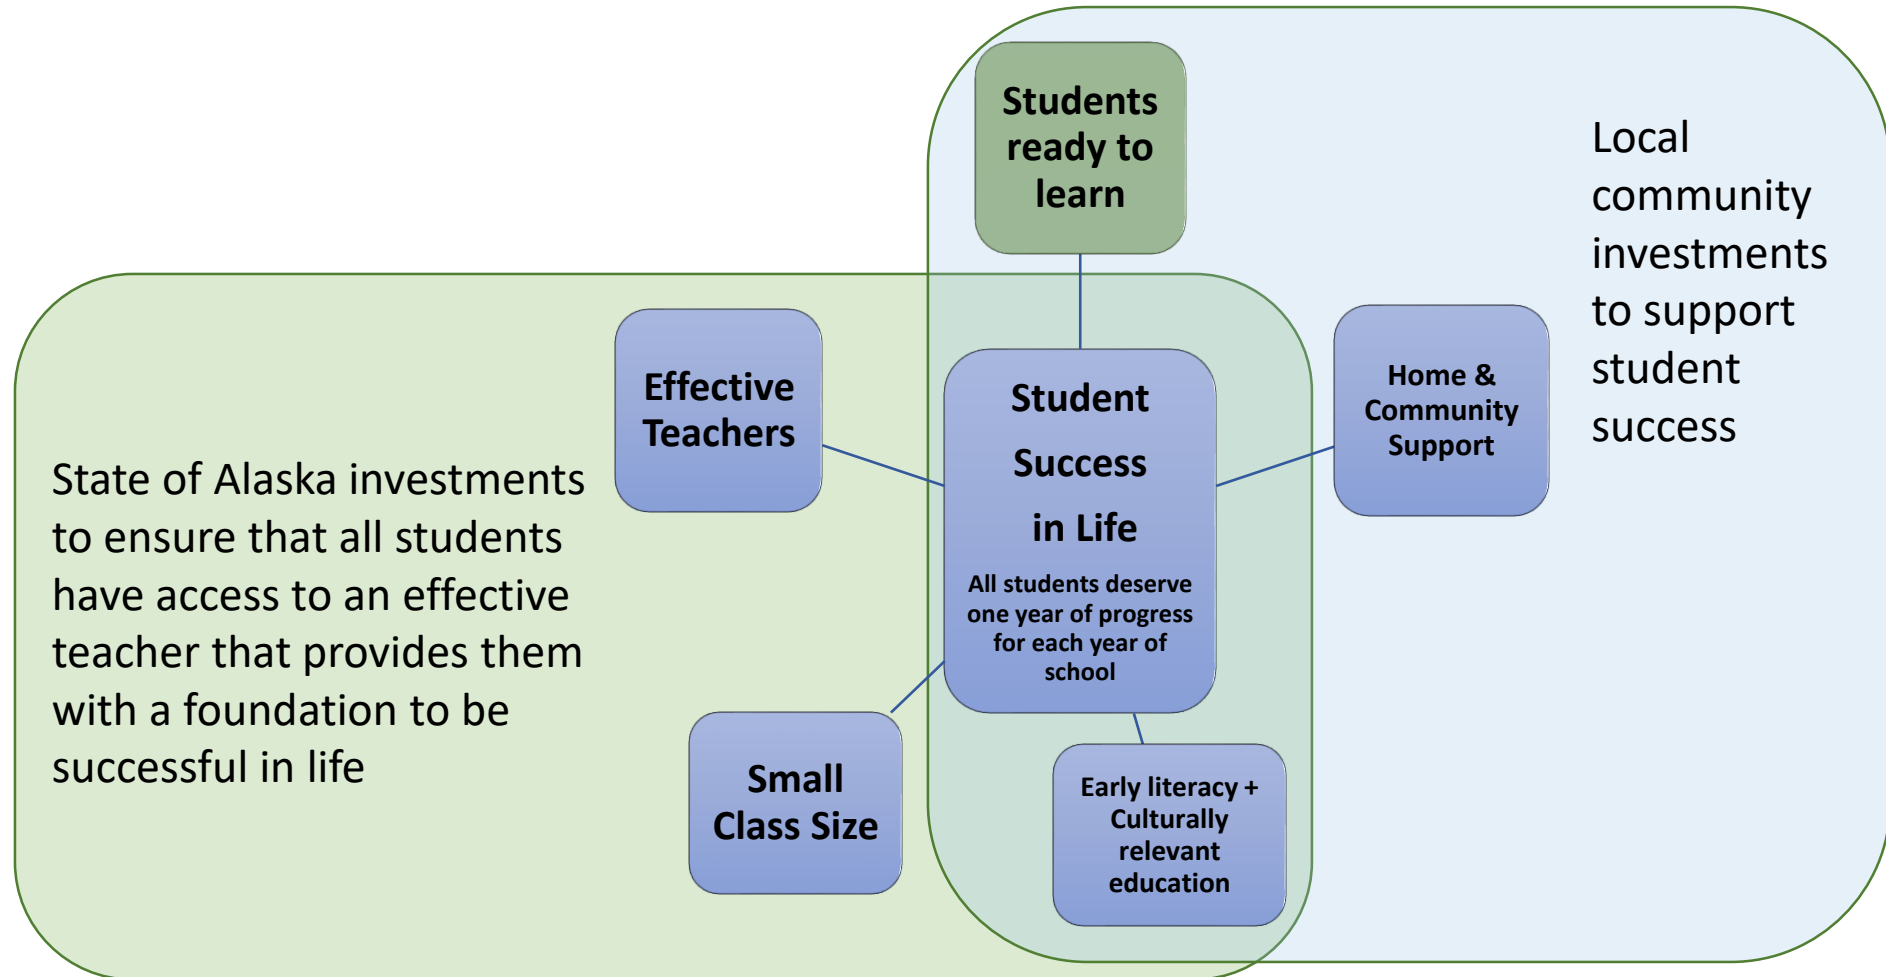 Students
ready to
learn
Local
community
investments
to support
student
success
Effective
Teachers
Student
Success
in Life
All students deserve
one year of progress
for each year of
school
Home &
Community
Support
State of Alaska investments
to ensure that all students
have access to an effective
teacher that provides them
with a foundation to be
successful in life
Small
Class Size
Early literacy +
Culturally
relevant
education